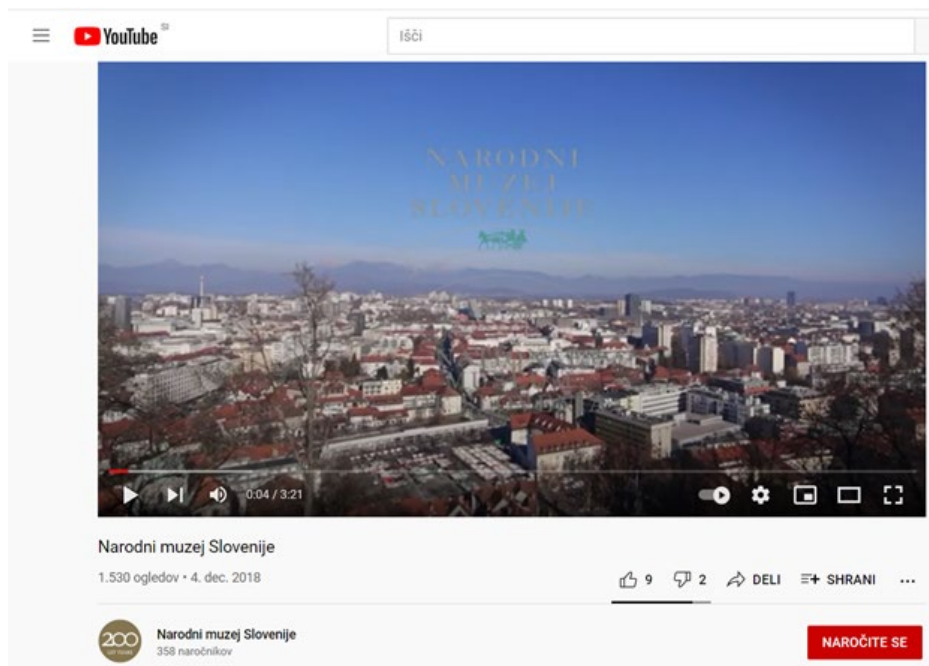 YouTube SI
Išči
NARODNI
MUZEJ
SLOVENIJE
0:04 / 3:21
Narodni muzej Slovenije
1.530 ogledov • 4. dec. 2018
9 2 DELI SHRANI
200
Narodni muzej Slovenije
358 naročnikov
NAROČITE SE